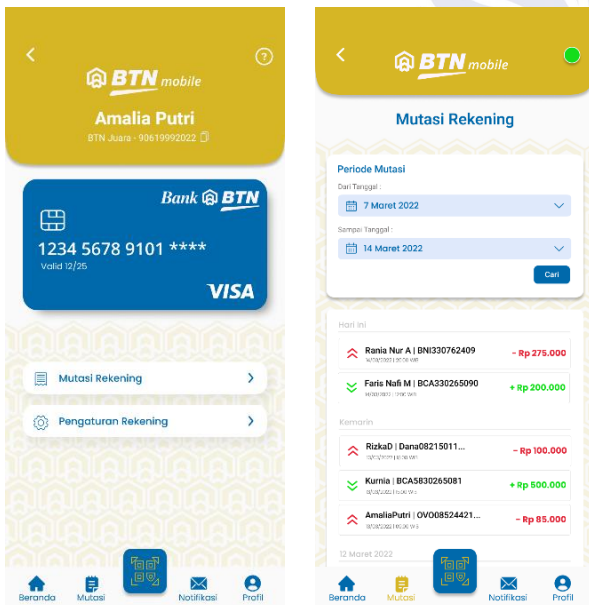 BTN mobile
Amalia Putri
BTN Juara - 90619992022
Bank BTN
1234 5678 9101 ****
Valid 12/25
VISA
Mutasi Rekening
Pengaturan Rekening
Beranda
Mutasi
Notifikasi
Profil
BTN mobile
Mutasi Rekening
Periode Mutasi
Dari Tanggal :
7 Maret 2022
Sampai Tanggal :
14 Maret 2022
Cari
Hari Ini
Rania Nur A | BNI330762409
- Rp 275.000
Faris Nafi M | BCA330265090
+ Rp 200.000
Kemarin
RizkaD | Dana08215011...
- Rp 100.000
Kurnia | BCA5830265081
+ Rp 500.000
AmaliaPutri | OVO08524421...
- Rp 85.000
12 Maret 2022
Beranda
Mutasi
Notifikasi
Profil